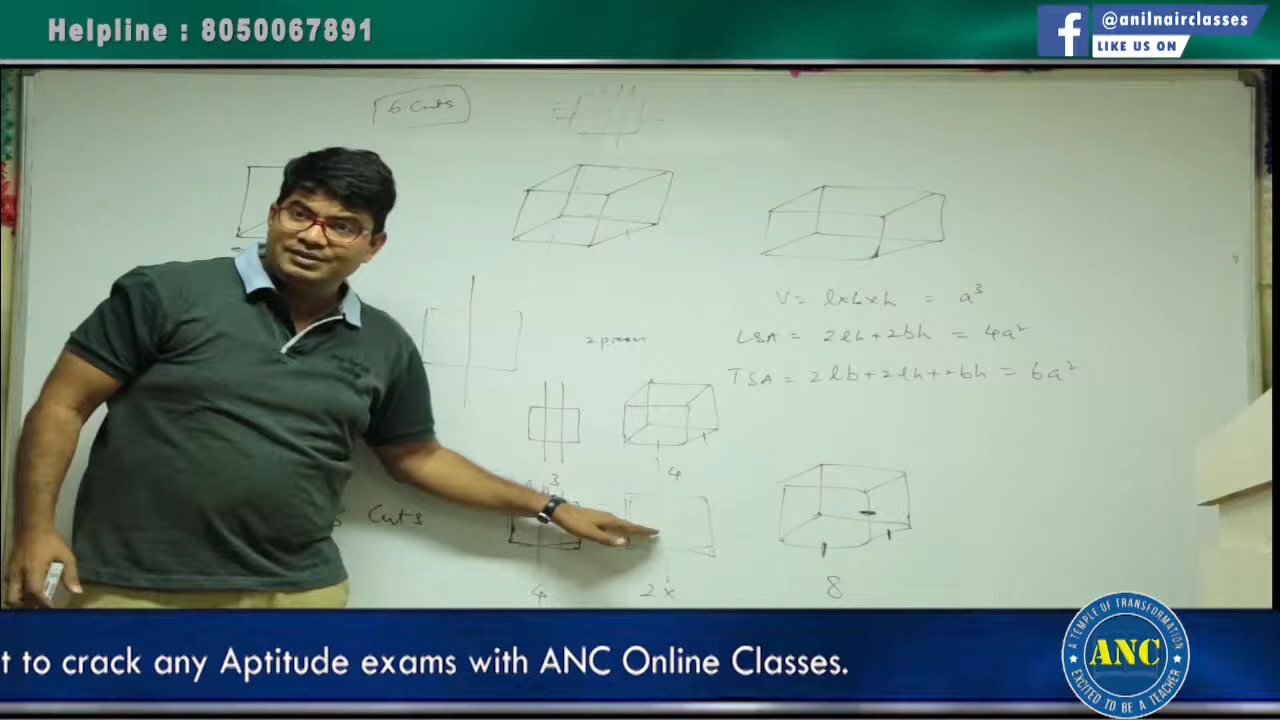 Helpline : 8050067891
@anilnairclasses
LIKE US ON
6 Cuts
V = lxbxh = a³
LSA = 2lh+2bh = 4a²
TSA = 2lb+2lh+2bh = 6a²
3
4
Cuts
4
2 x
8
t to crack any Aptitude exams with ANC Online Classes.
A TEMPLE OF TRANSFORMATION
ANC
EXCITED TO BE A TEACHER